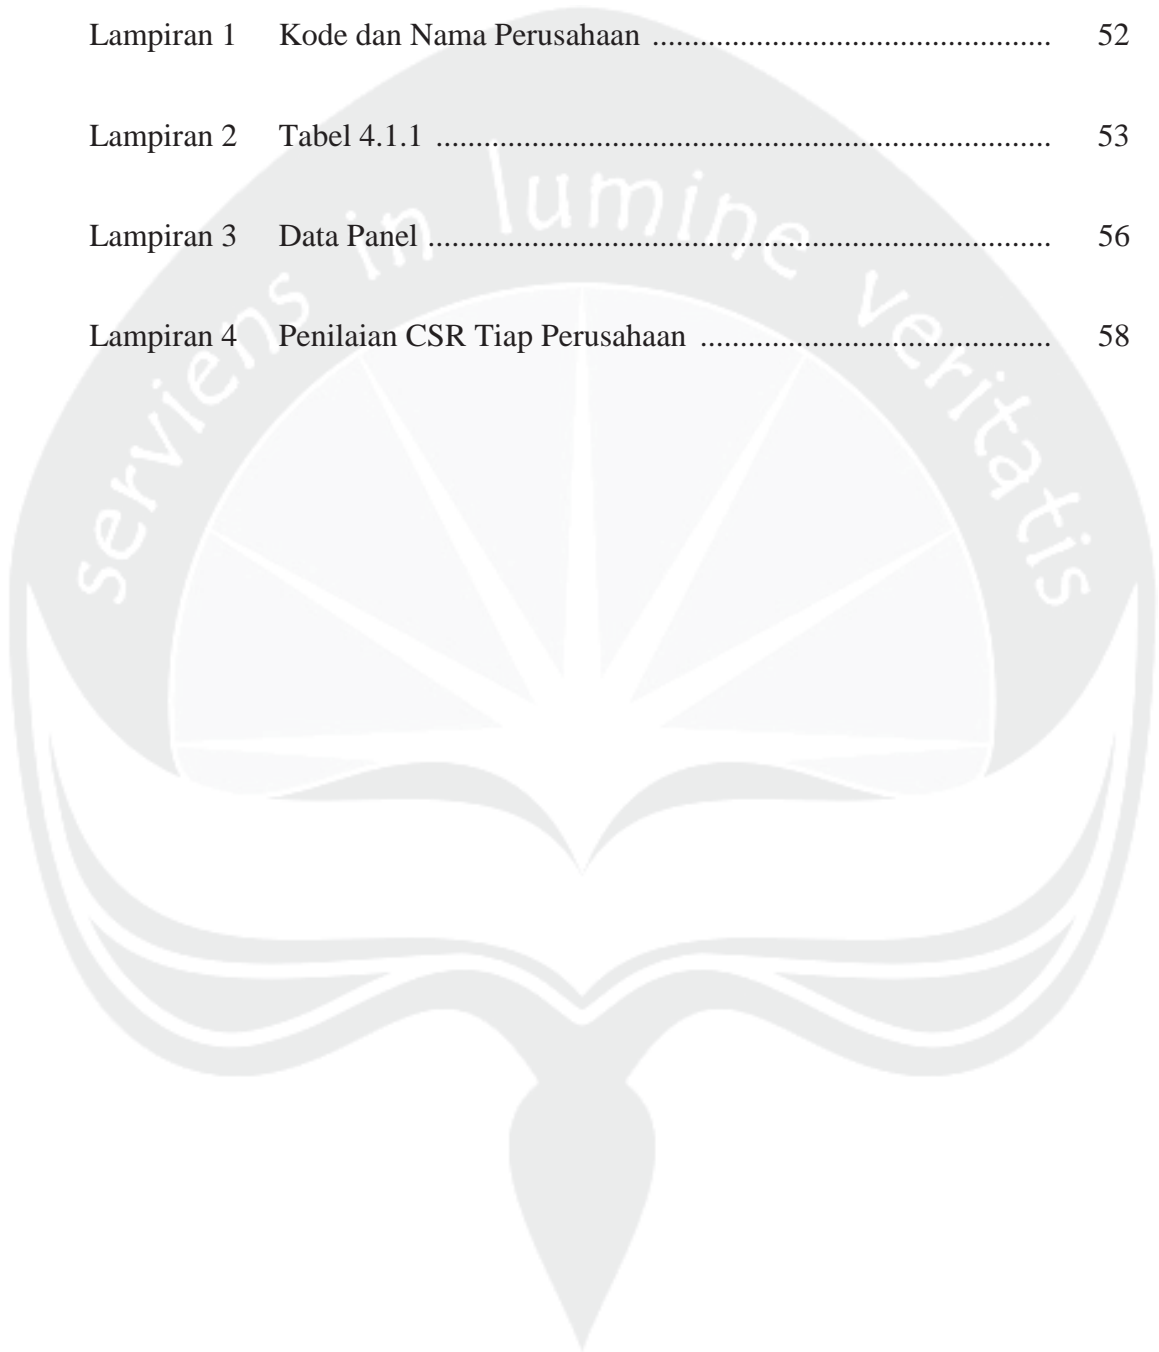 Lampiran 1 Kode dan Nama Perusahaan ................................................ 52
Lampiran 2 Tabel 4.1.1 .......................................................................... 53
Lampiran 3 Data Panel ........................................................................... 56
Lampiran 4 Penilaian CSR Tiap Perusahaan .......................................... 58
serviens in lumine veritatis